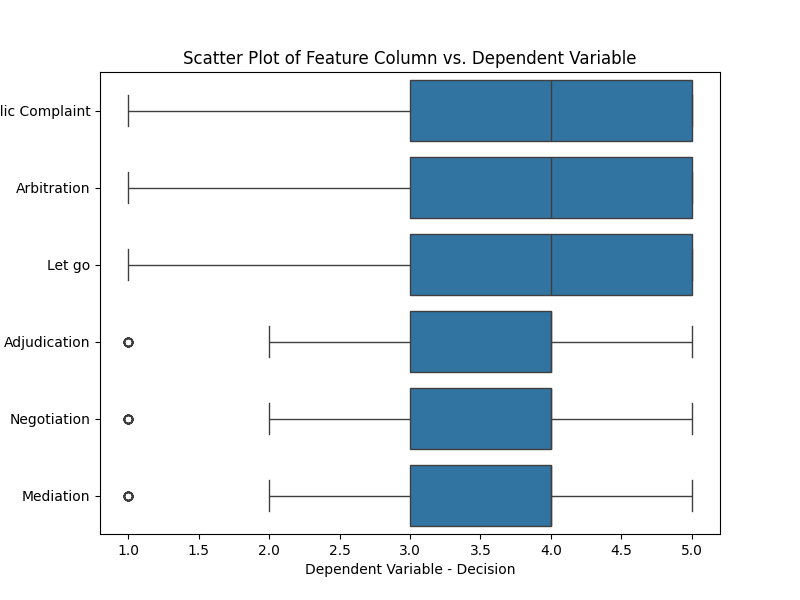 Scatter Plot of Feature Column vs. Dependent Variable
lic Complaint
Arbitration
Let go
Adjudication
Negotiation
Mediation
1.0 1.5 2.0 2.5 3.0 3.5 4.0 4.5 5.0
Dependent Variable - Decision